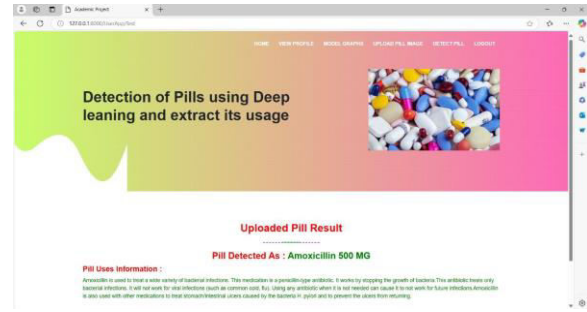 Academic Project
127.0.0.1:8000/UserApp/Test
HOME VIEW PROFILE MODEL GRAPHS UPLOAD PILL IMAGE DETECT PILL LOGOUT
Detection of Pills using Deep
leaning and extract its usage
Uploaded Pill Result
--------------------
Pill Detected As : Amoxicillin 500 MG
Pill Uses Information :
Amoxicillin is used to treat a wide variety of bacterial infections. This medication is a penicillin-type antibiotic. It works by stopping the growth of bacteria.This antibiotic treats only
bacterial infections. It will not work for viral infections (such as common cold, flu). Using any antibiotic when it is not needed can cause it to not work for future infections.Amoxicillin
is also used with other medications to treat stomach/intestinal ulcers caused by the bacteria H. pylori and to prevent the ulcers from returning.